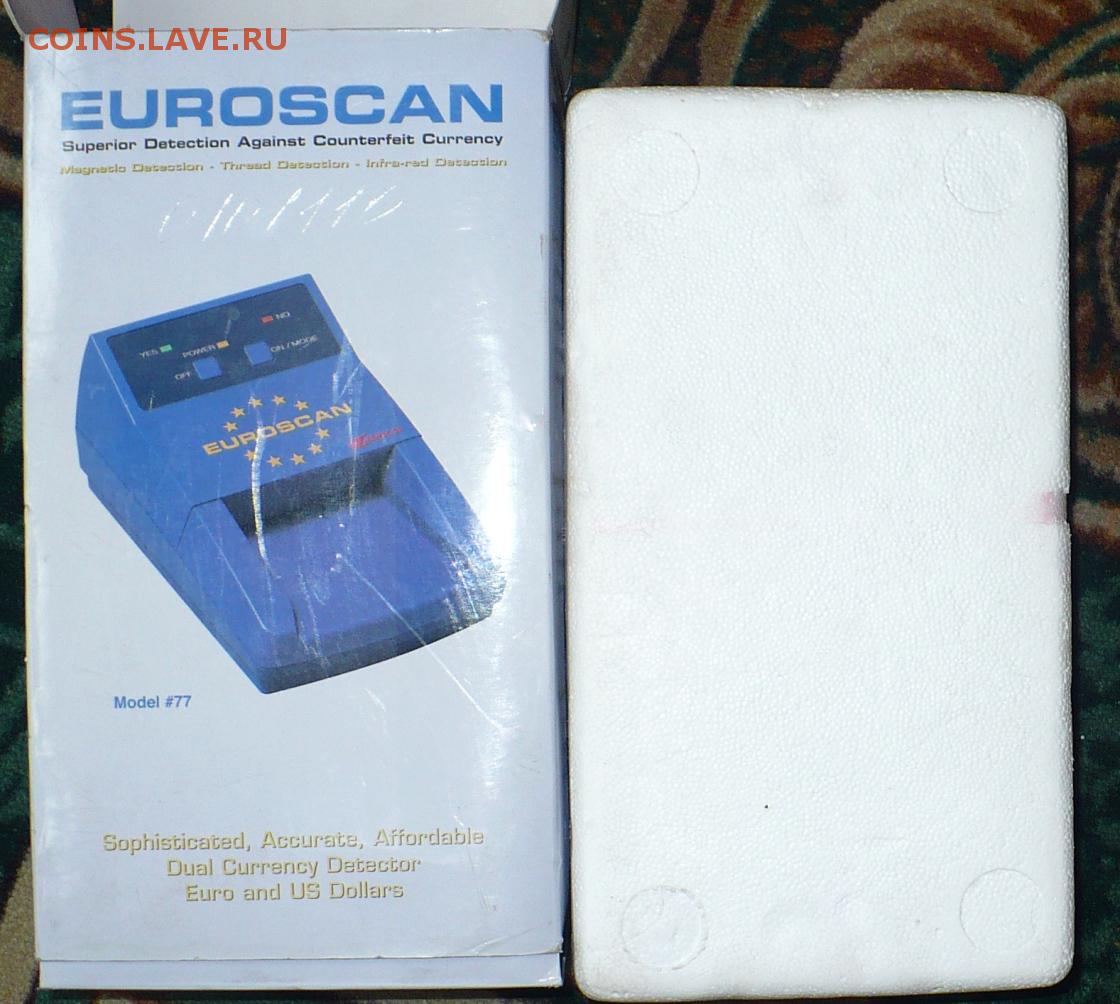 COINS.LAVE.RU
EUROSCAN
Superior Detection Against Counterfeit Currency
Magnetic Detection - Thread Detection - Infra-red Detection
NO
YES
POWER
ON / MODE
OFF
EUROSCAN
Model #77
Sophisticated, Accurate, Affordable
Dual Currency Detector
Euro and US Dollars